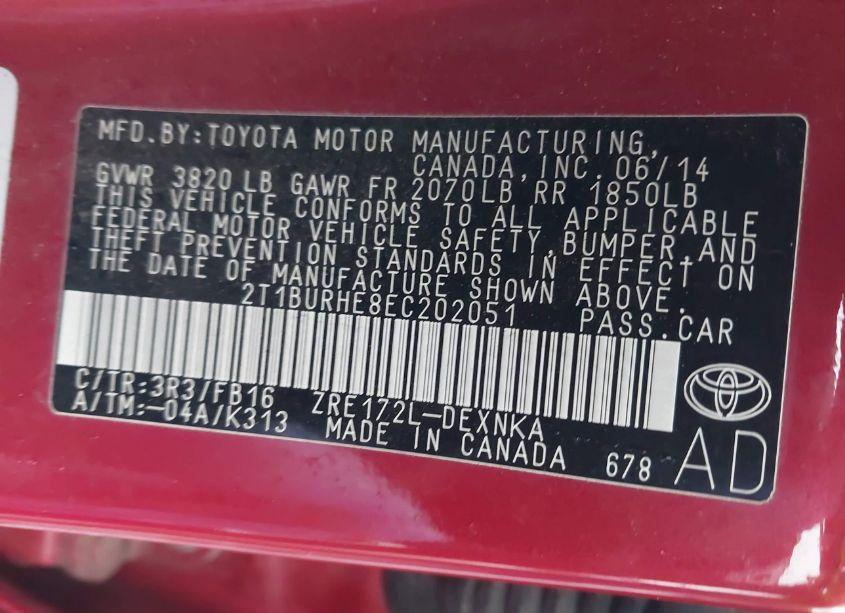 MFD.BY:TOYOTA MOTOR MANUFACTURING,
CANADA,INC. 06/14
GVWR 3820 LB GAWR FR 2070LB RR 1850LB
THIS VEHICLE CONFORMS TO ALL APPLICABLE
FEDERAL MOTOR VEHICLE SAFETY,BUMPER,AND
THEFT PREVENTION STANDARDS IN EFFECT ON
THE DATE OF MANUFACTURE SHOWN ABOVE.
2T1BURHE8EC202051 PASS.CAR
C/TR:3R3/FB16 ZRE172L-DEXNKA
A/TM:-04A/K313 MADE IN CANADA 678 AD